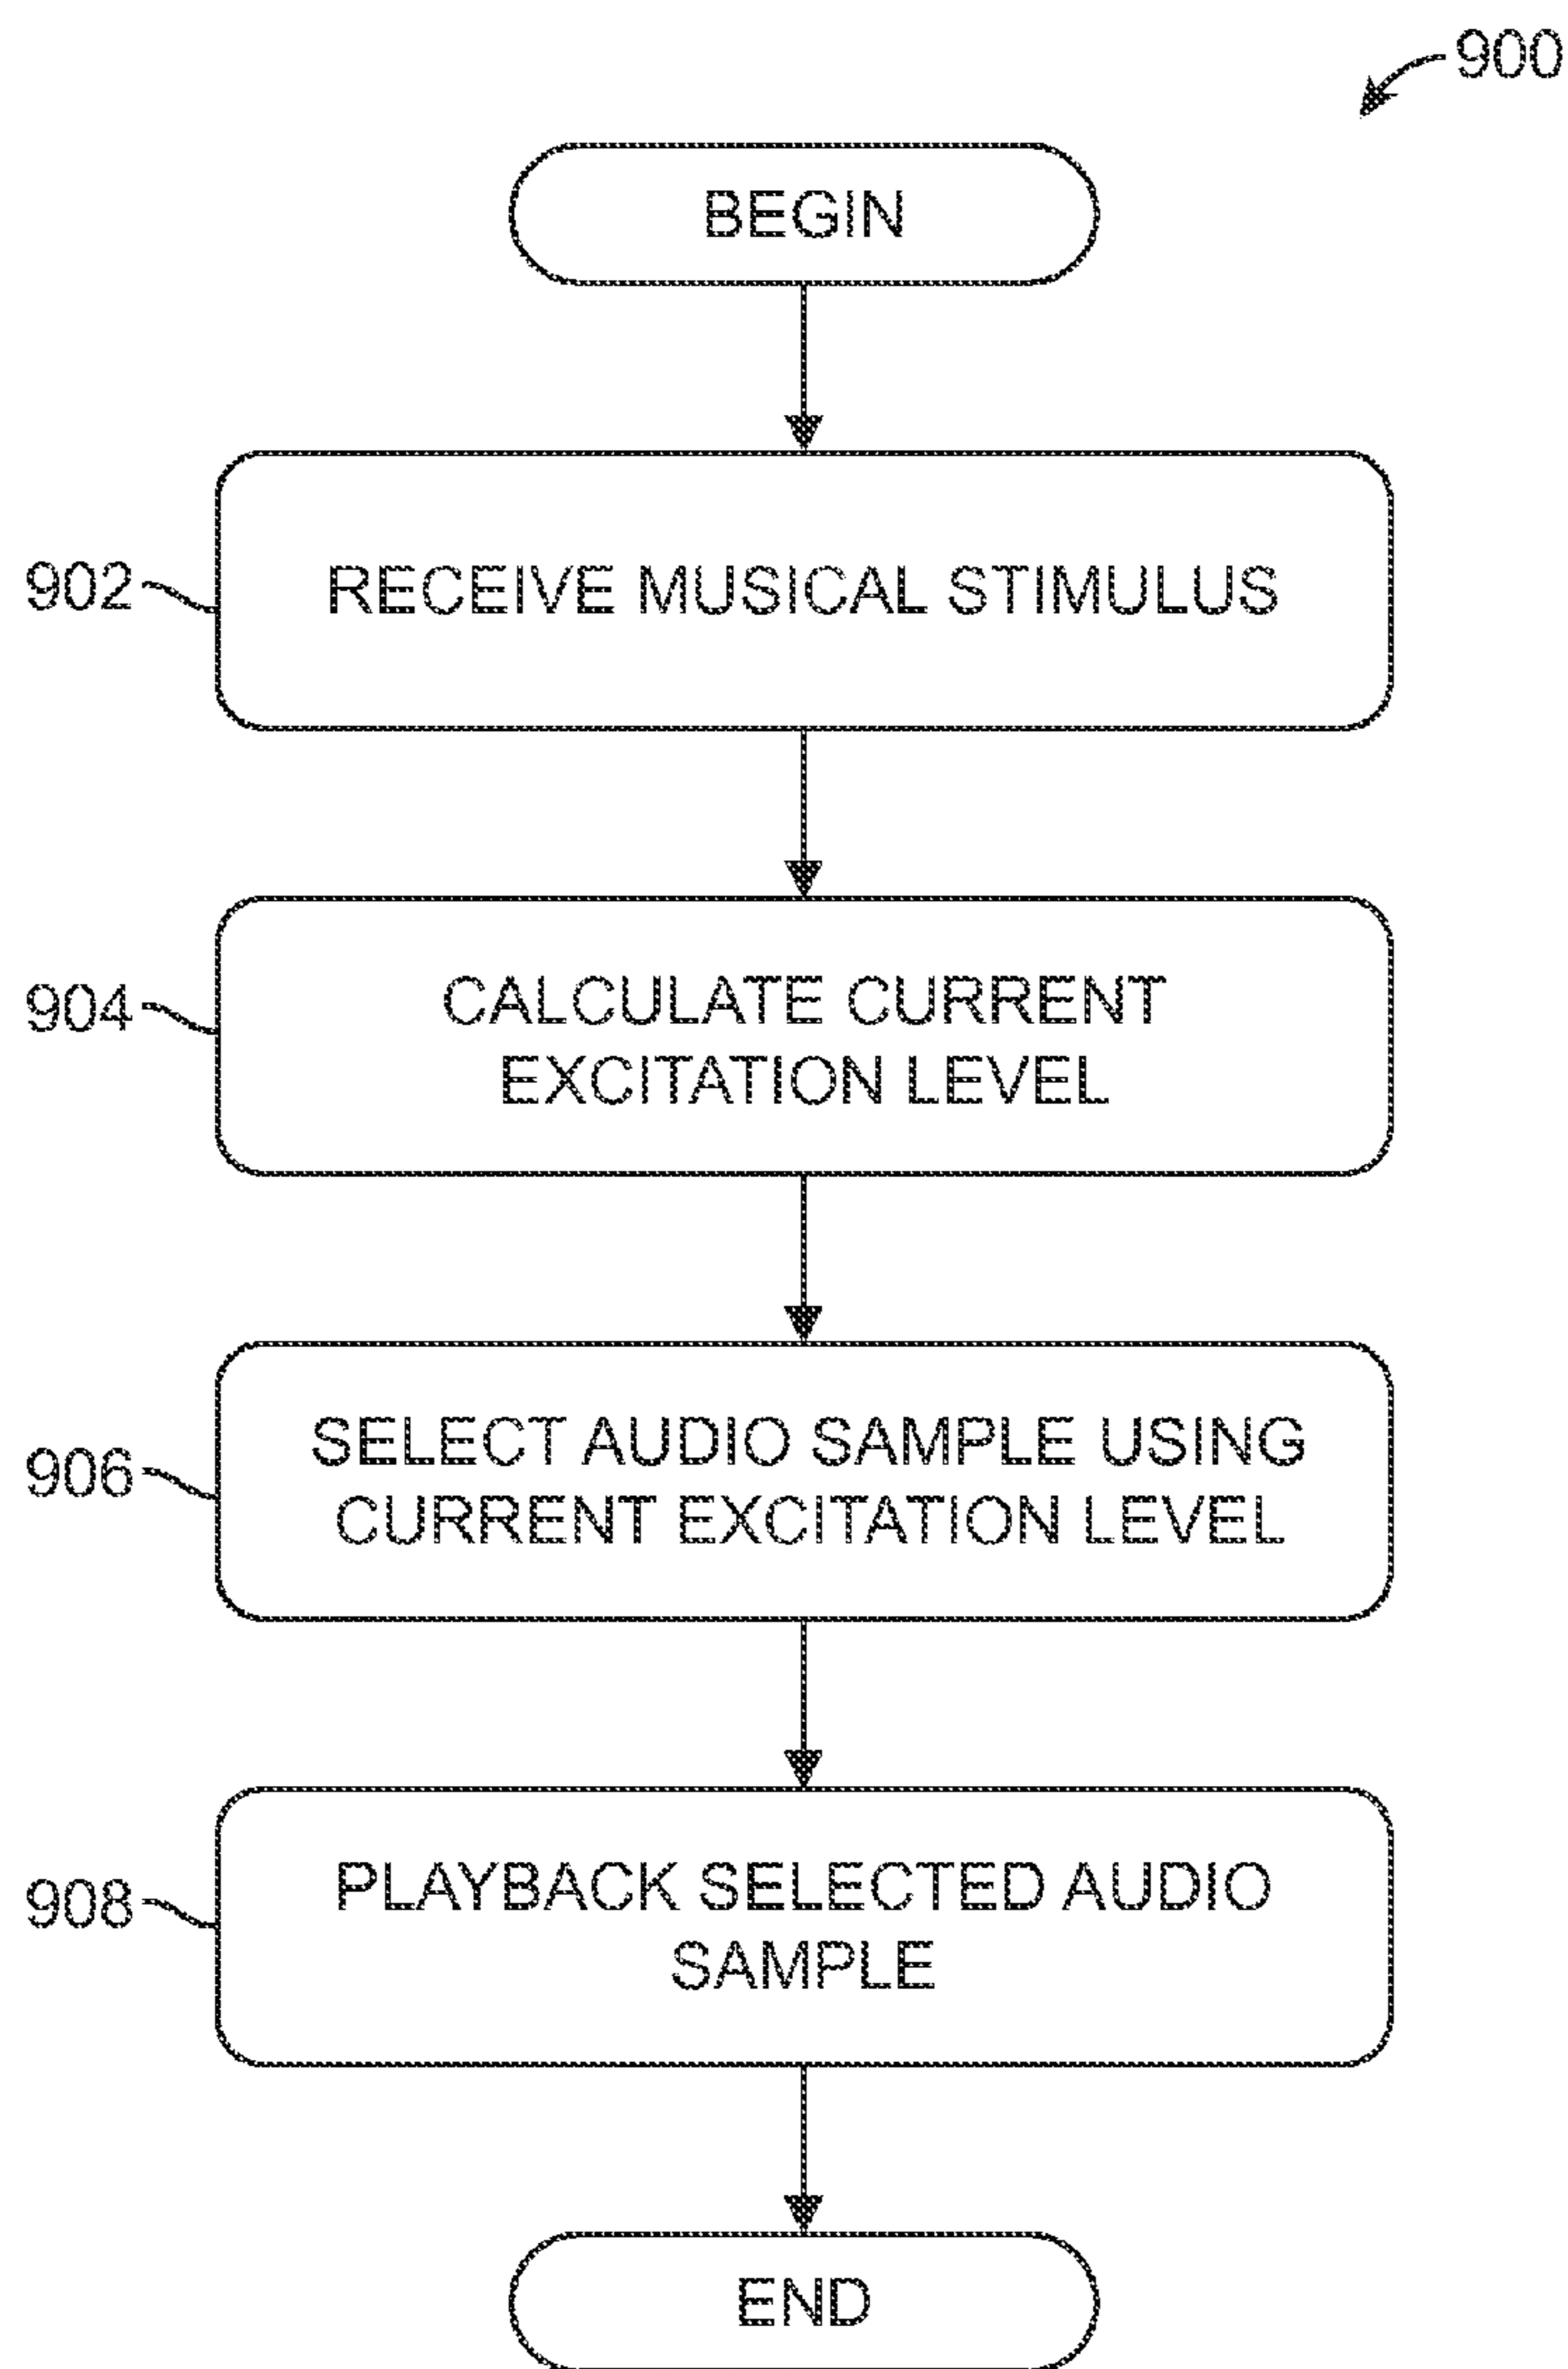 900
BEGIN
902
RECEIVE MUSICAL STIMULUS
904
CALCULATE CURRENT
EXCITATION LEVEL
906
SELECT AUDIO SAMPLE USING
CURRENT EXCITATION LEVEL
908
PLAYBACK SELECTED AUDIO
SAMPLE
END